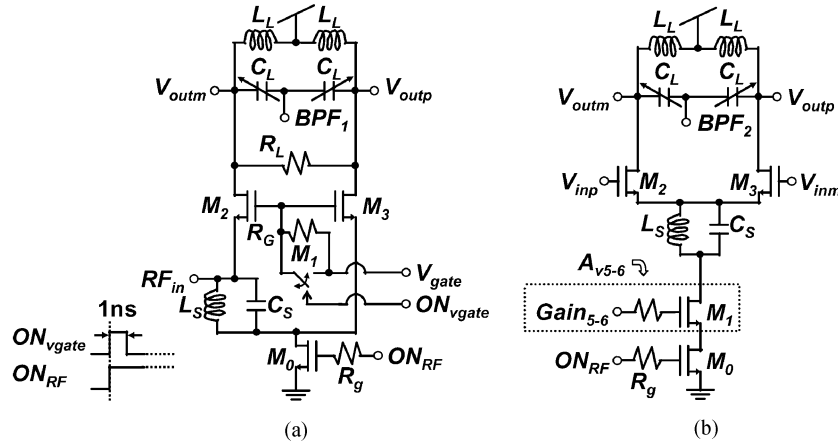 L_L L_L
C_L C_L
V_outm V_outp
BPF_1
R_L
M_2 M_3
R_G
M_1
RF_in
V_gate
L_S C_S
ON_vgate
1ns
ON_vgate
M_0
ON_RF
ON_RF
R_g
(a)
L_L L_L
C_L C_L
V_outm V_outp
BPF_2
V_inp M_2 M_3 V_inm
L_S C_S
A_v5-6
Gain_5-6 M_1
ON_RF M_0
R_g
(b)